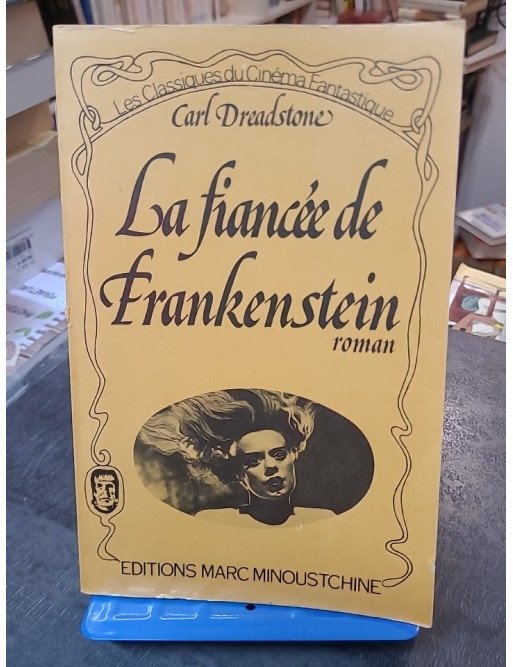 Les Classiques du Cinéma Fantastique
Carl Dreadstone
La fiancée de
Frankenstein
roman
EDITIONS MARC MINOUSTCHINE